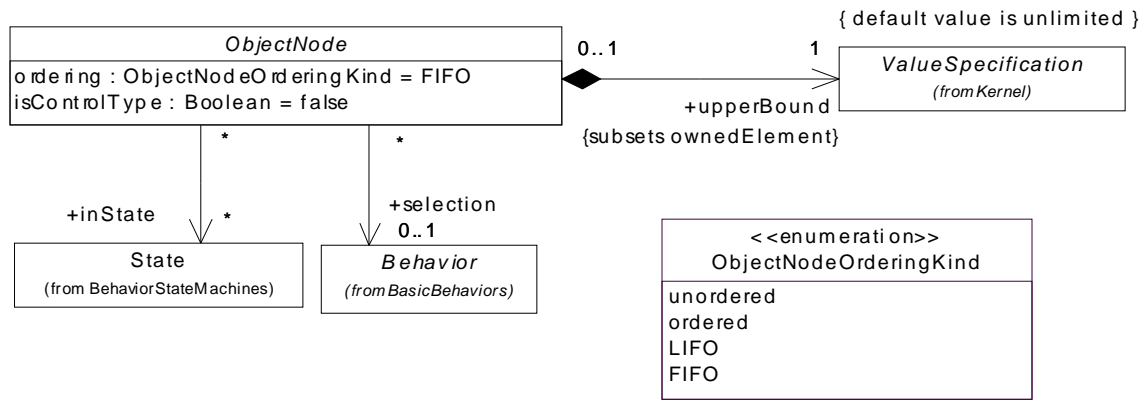 { default value is unlimited }
ObjectNode
0..1
1
ordering : ObjectNodeOrderingKind = FIFO
isControlType : Boolean = false
ValueSpecification
(from Kernel)
+upperBound
{subsets ownedElement}
*
*
+inState
*
+selection
0..1
State
(from BehaviorStateMachines)
Behavior
(from BasicBehaviors)
<<enumeration>>
ObjectNodeOrderingKind
unordered
ordered
LIFO
FIFO